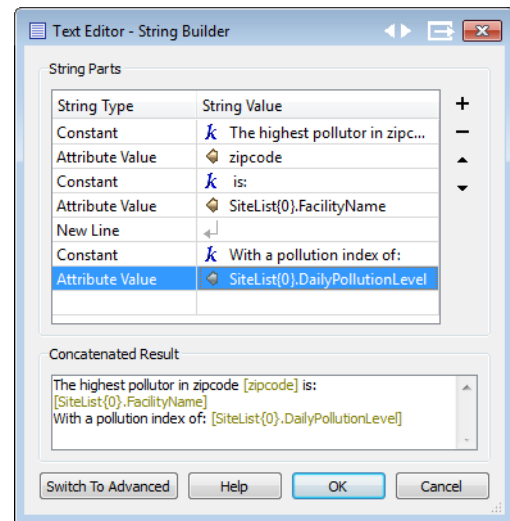 Text Editor - String Builder
String Parts
String Type String Value
Constant k The highest pollutor in zipc...
Attribute Value zipcode
Constant k is:
Attribute Value SiteList{0}.FacilityName
New Line
Constant k With a pollution index of:
Attribute Value SiteList{0}.DailyPollutionLevel
Concatenated Result
The highest pollutor in zipcode [zipcode] is:
[SiteList{0}.FacilityName]
With a pollution index of: [SiteList{0}.DailyPollutionLevel]
Switch To Advanced Help OK Cancel